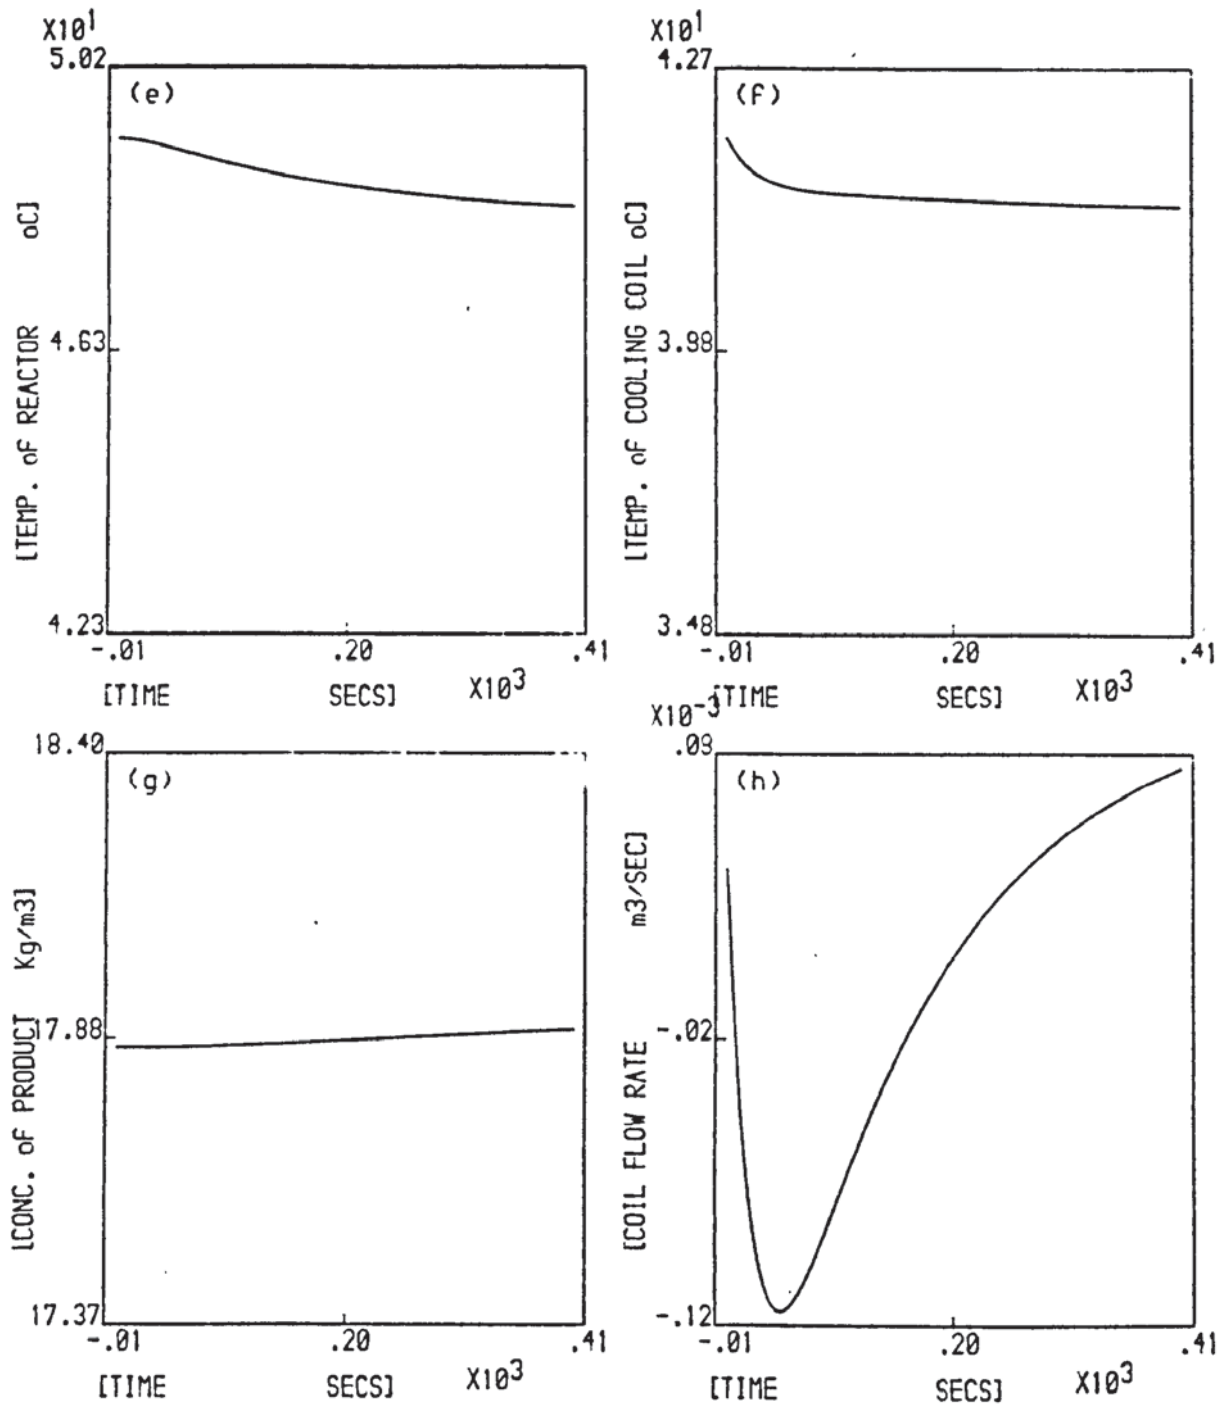 X10¹
5.02
(e)
[TEMP. of REACTOR oC]
4.63
4.23
-.01 .20 .41
[TIME SECS] X10³
X10¹
4.27
(f)
[TEMP. of COOLING COIL oC]
3.98
3.48
-.01 .20 .41
[TIME SECS] X10³
18.40
(g)
[CONC. of PRODUCT Kg/m3]
17.88
17.37
-.01 .20 .41
[TIME SECS] X10³
X10⁻³
.09
(h)
[COIL FLOW RATE m3/SEC]
-.02
-.12
-.01 .20 .41
[TIME SECS] X10³